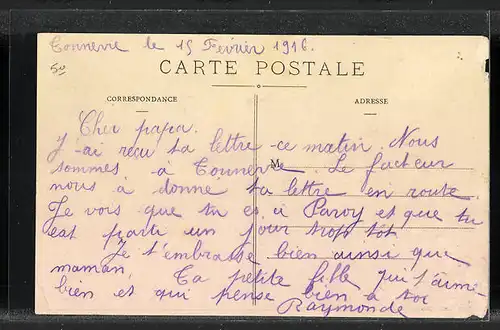 Tonnerre le 15 Février 1916.
50
CARTE POSTALE
CORRESPONDANCE
ADRESSE
Cher papa.
J-ai reçu ta lettre ce matin. Nous
sommes à Tonnerre. Le facteur
M
nous à donne ta lettre en route.
Je vois que tu es à Paroy et que tu
est parti un jour trop tôt
Je t'embrasse bien ainsi que
maman, Ta petite fille qui t'aime
bien et qui pense bien à toi
Raymonde